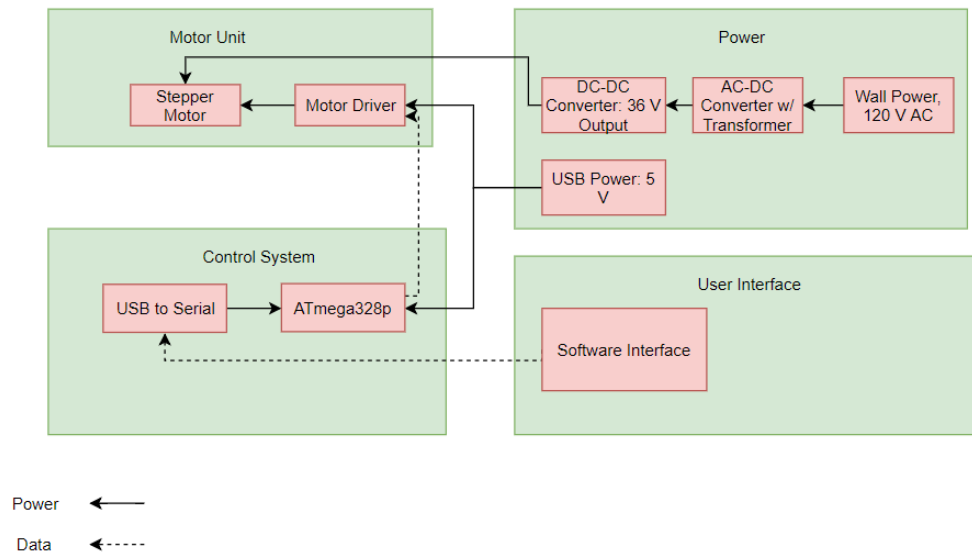 Motor Unit
Stepper
Motor
Motor Driver
Power
DC-DC
Converter: 36 V
Output
AC-DC
Converter w/
Transformer
Wall Power,
120 V AC
USB Power: 5
V
Control System
USB to Serial
ATmega328p
User Interface
Software Interface
Power
Data